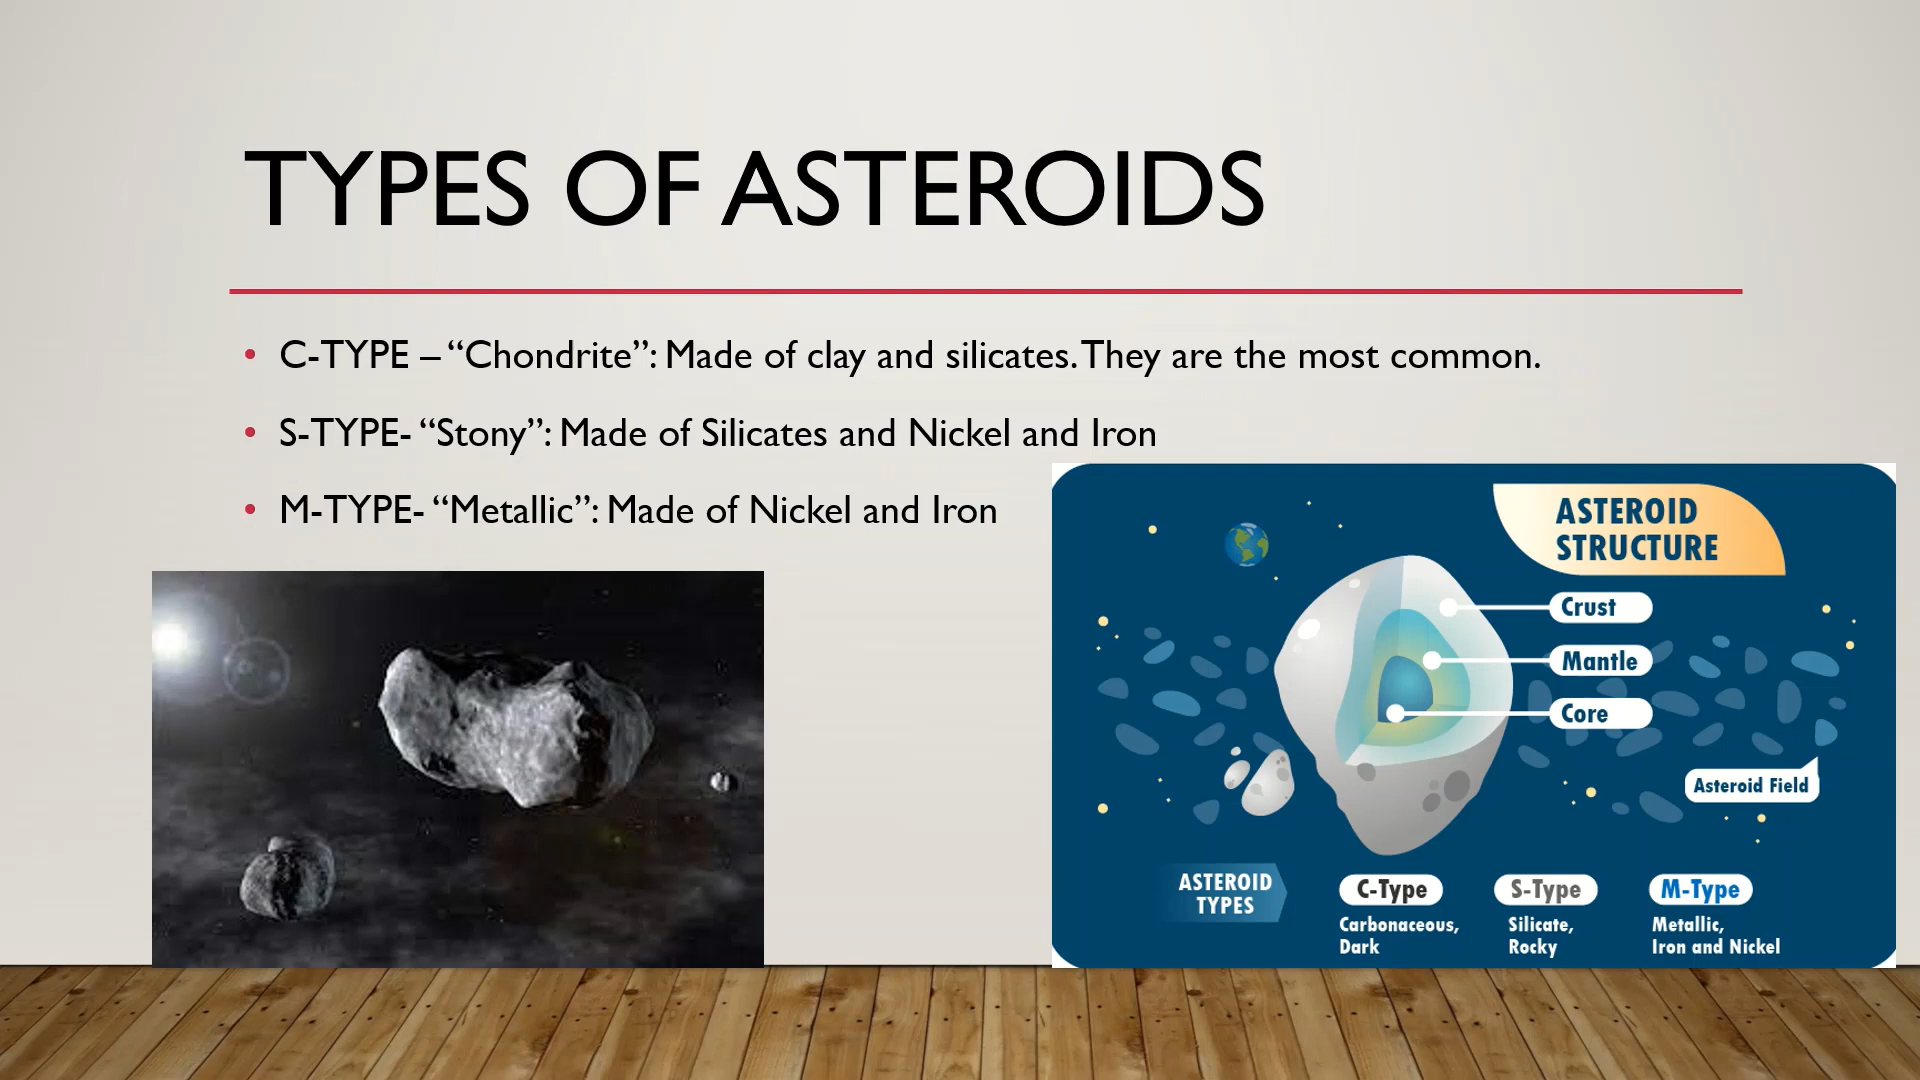 TYPES OF ASTEROIDS
• C-TYPE – “Chondrite”: Made of clay and silicates. They are the most common.
• S-TYPE- “Stony”: Made of Silicates and Nickel and Iron
• M-TYPE- “Metallic”: Made of Nickel and Iron
ASTEROID
STRUCTURE
Crust
Mantle
Core
Asteroid Field
ASTEROID
TYPES
C-Type
Carbonaceous,
Dark
S-Type
Silicate,
Rocky
M-Type
Metallic,
Iron and Nickel